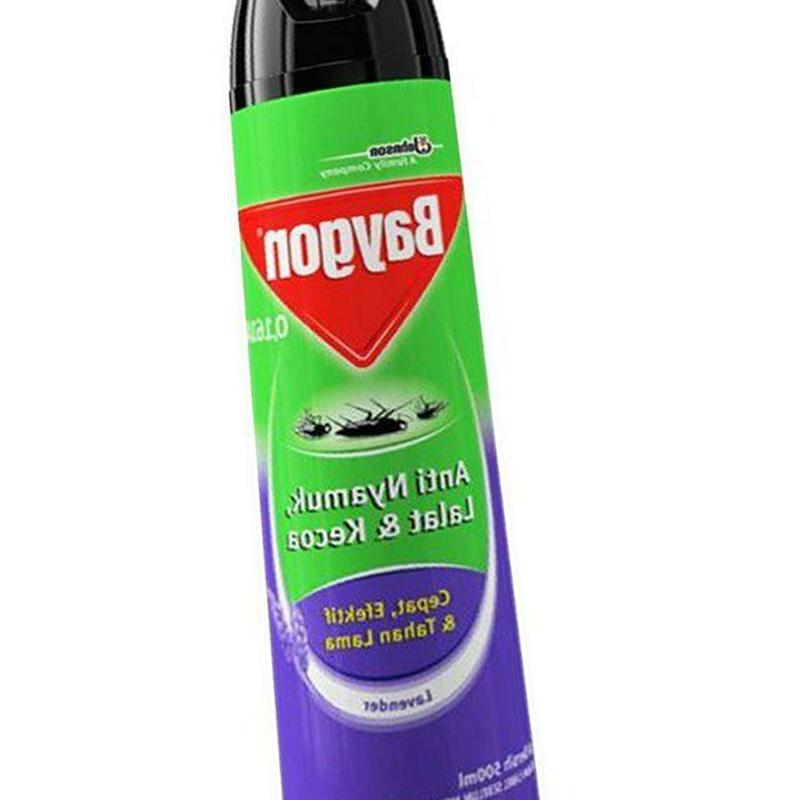 SC Johnson
A Family Company
Baygon®
Anti Nyamuk,
Lalat & Kecoa
Cepat, Efektif
& Tahan Lama
Lavender
500ml